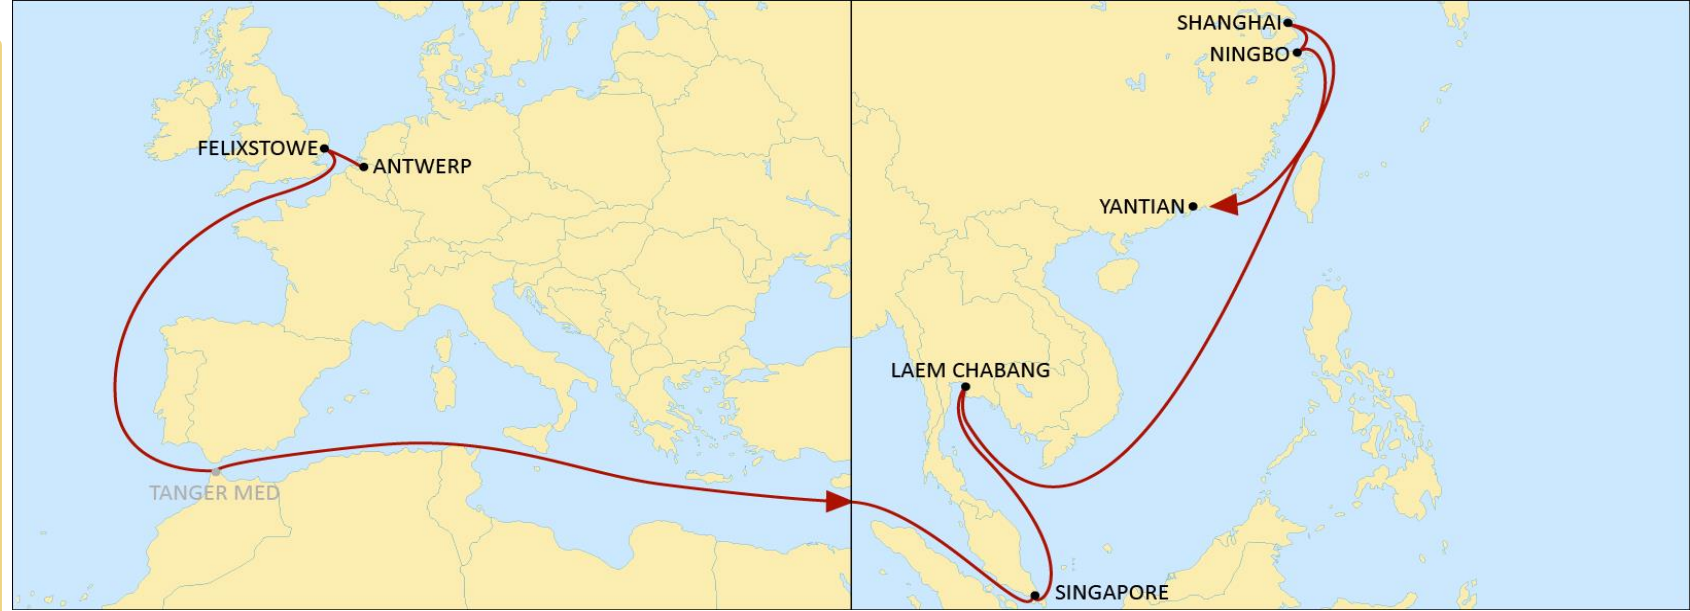 SHANGHAI
NINGBO
FELIXSTOWE
ANTWERP
YANTIAN
LAEM CHABANG
TANGER MED
SINGAPORE